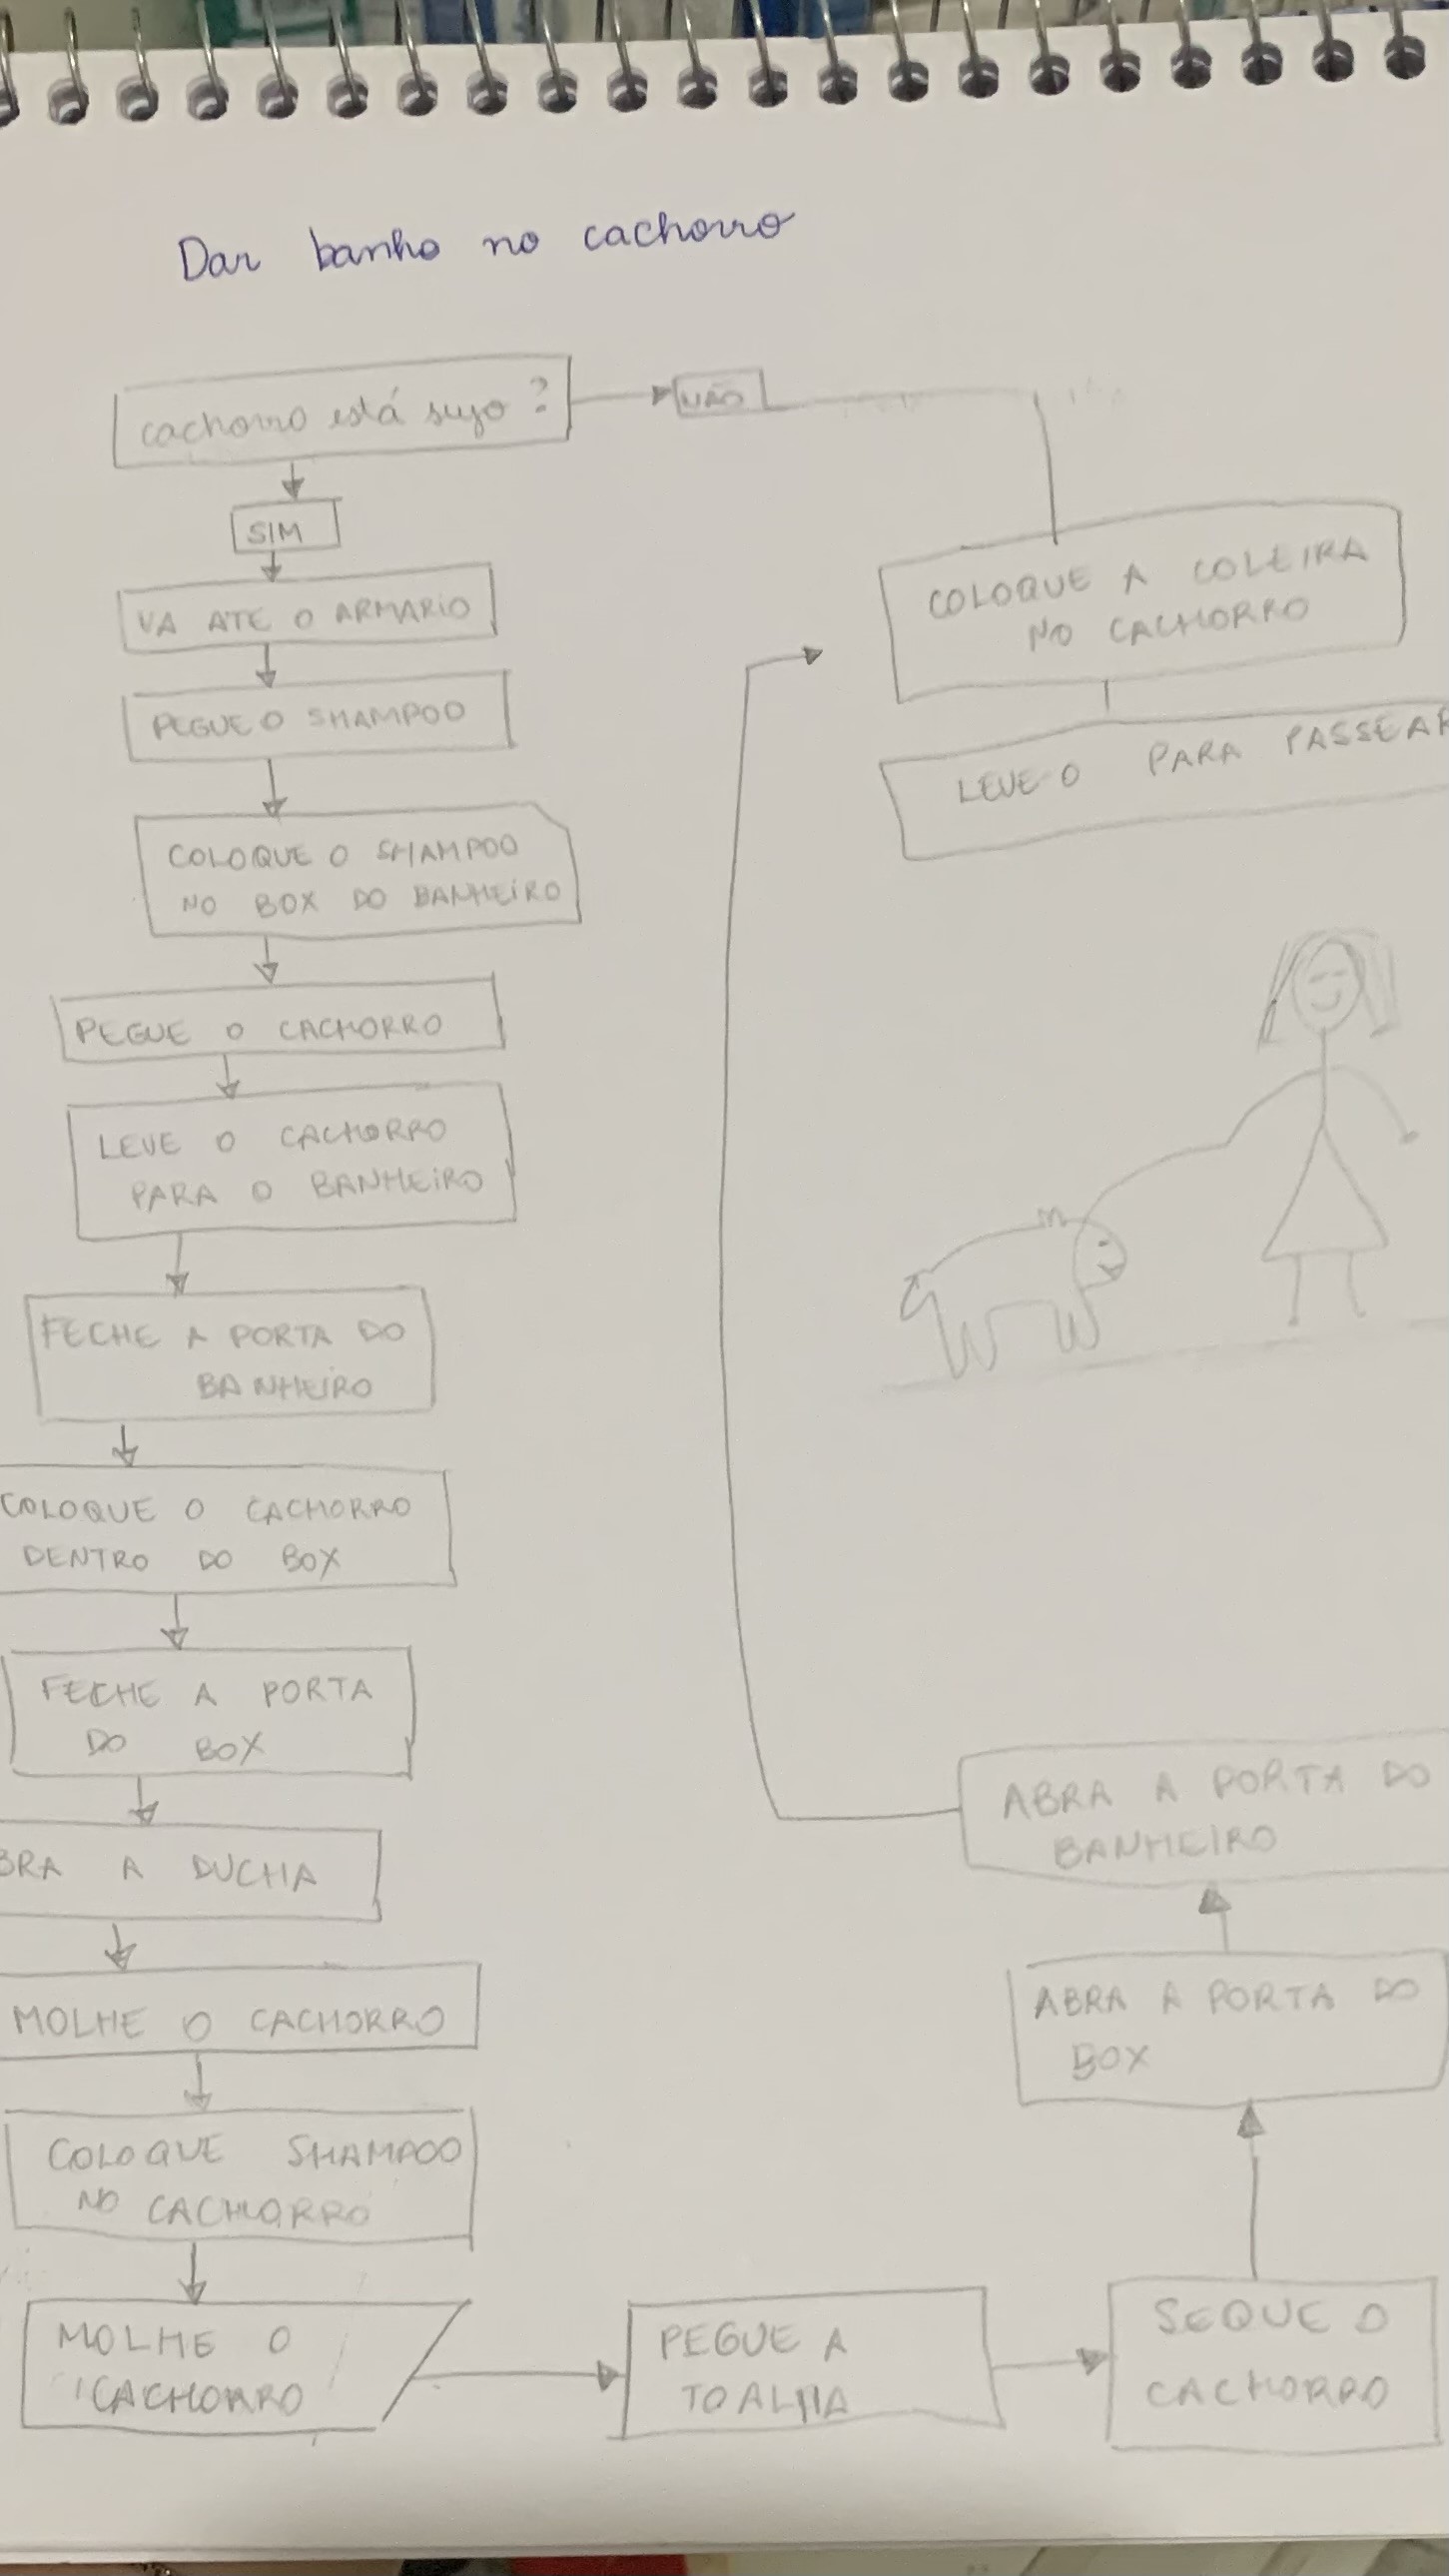 Dar banho no cachorro
cachorro está sujo?
NÃO
SIM
VA ATE O ARMARIO
PEGUE O SHAMPOO
COLOQUE O SHAMPOO
NO BOX DO BANHEIRO
PEGUE O CACHORRO
LEVE O CACHORRO
PARA O BANHEIRO
FECHE A PORTA DO
BANHEIRO
COLOQUE O CACHORRO
DENTRO DO BOX
FECHE A PORTA
DO BOX
BRA A DUCHA
MOLHE O CACHORRO
COLOQUE SHAMPOO
NO CACHORRO
MOLHE O
CACHORRO
PEGUE A
TOALHA
SEQUE O
CACHORRO
ABRA A PORTA DO
BOX
ABRA A PORTA DO
BANHEIRO
COLOQUE A COLEIRA
NO CACHORRO
LEVE-O PARA PASSEAR